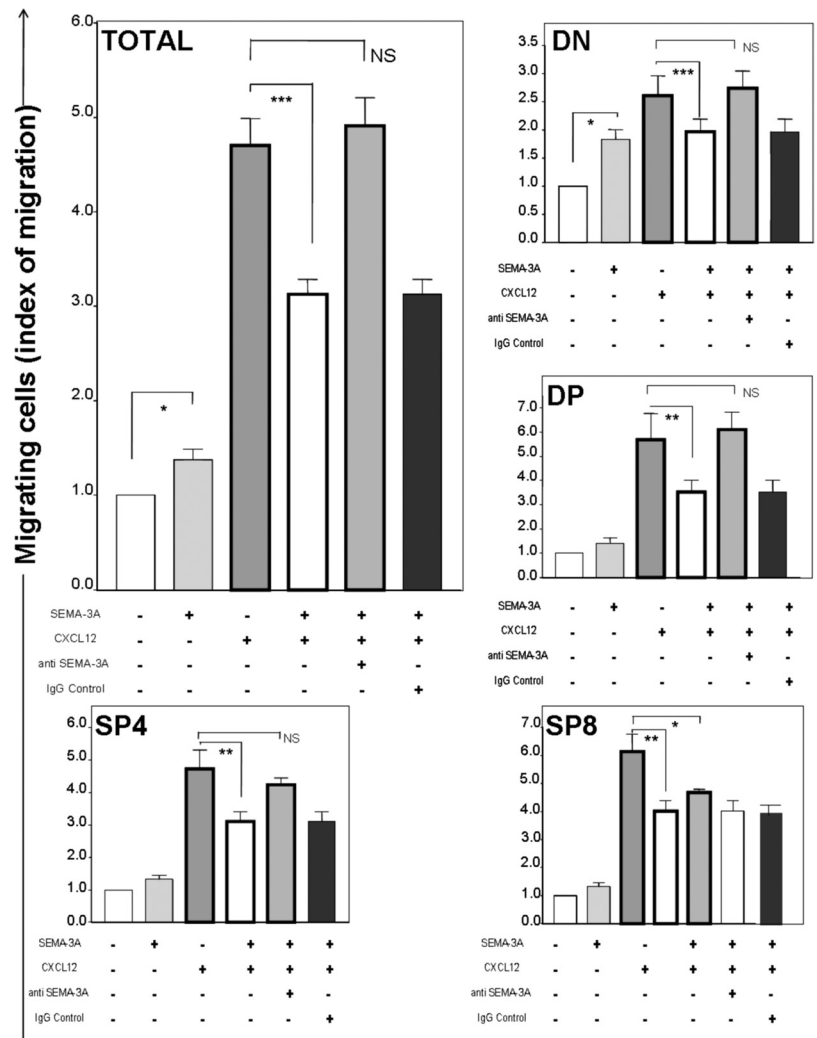 Migrating cells (index of migration)
TOTAL
6.0
5.0
4.0
3.0
2.0
1.0
0.0
*
***
NS
SEMA-3A - + - + + +
CXCL12 - - + + + +
anti SEMA-3A - - - - + -
IgG Control - - - - - +
DN
3.5
3.0
2.5
2.0
1.5
1.0
0.5
0.0
*
***
NS
SEMA-3A - + - + + +
CXCL12 - - + + + +
anti SEMA-3A - - - - + -
IgG Control - - - - - +
DP
7.0
6.0
5.0
4.0
3.0
2.0
1.0
0.0
**
NS
SEMA-3A - + - + + +
CXCL12 - - + + + +
anti SEMA-3A - - - - + -
IgG Control - - - - - +
SP4
6.0
5.0
4.0
3.0
2.0
1.0
0.0
**
NS
SEMA-3A - + - + + +
CXCL12 - - + + + +
anti SEMA-3A - - - - + -
IgG Control - - - - - +
SP8
7.0
6.0
5.0
4.0
3.0
2.0
1.0
0.0
**
*
SEMA-3A - + - - + + +
CXCL12 - - + + + + +
anti SEMA-3A - - - - - + -
IgG Control - - - - - - +